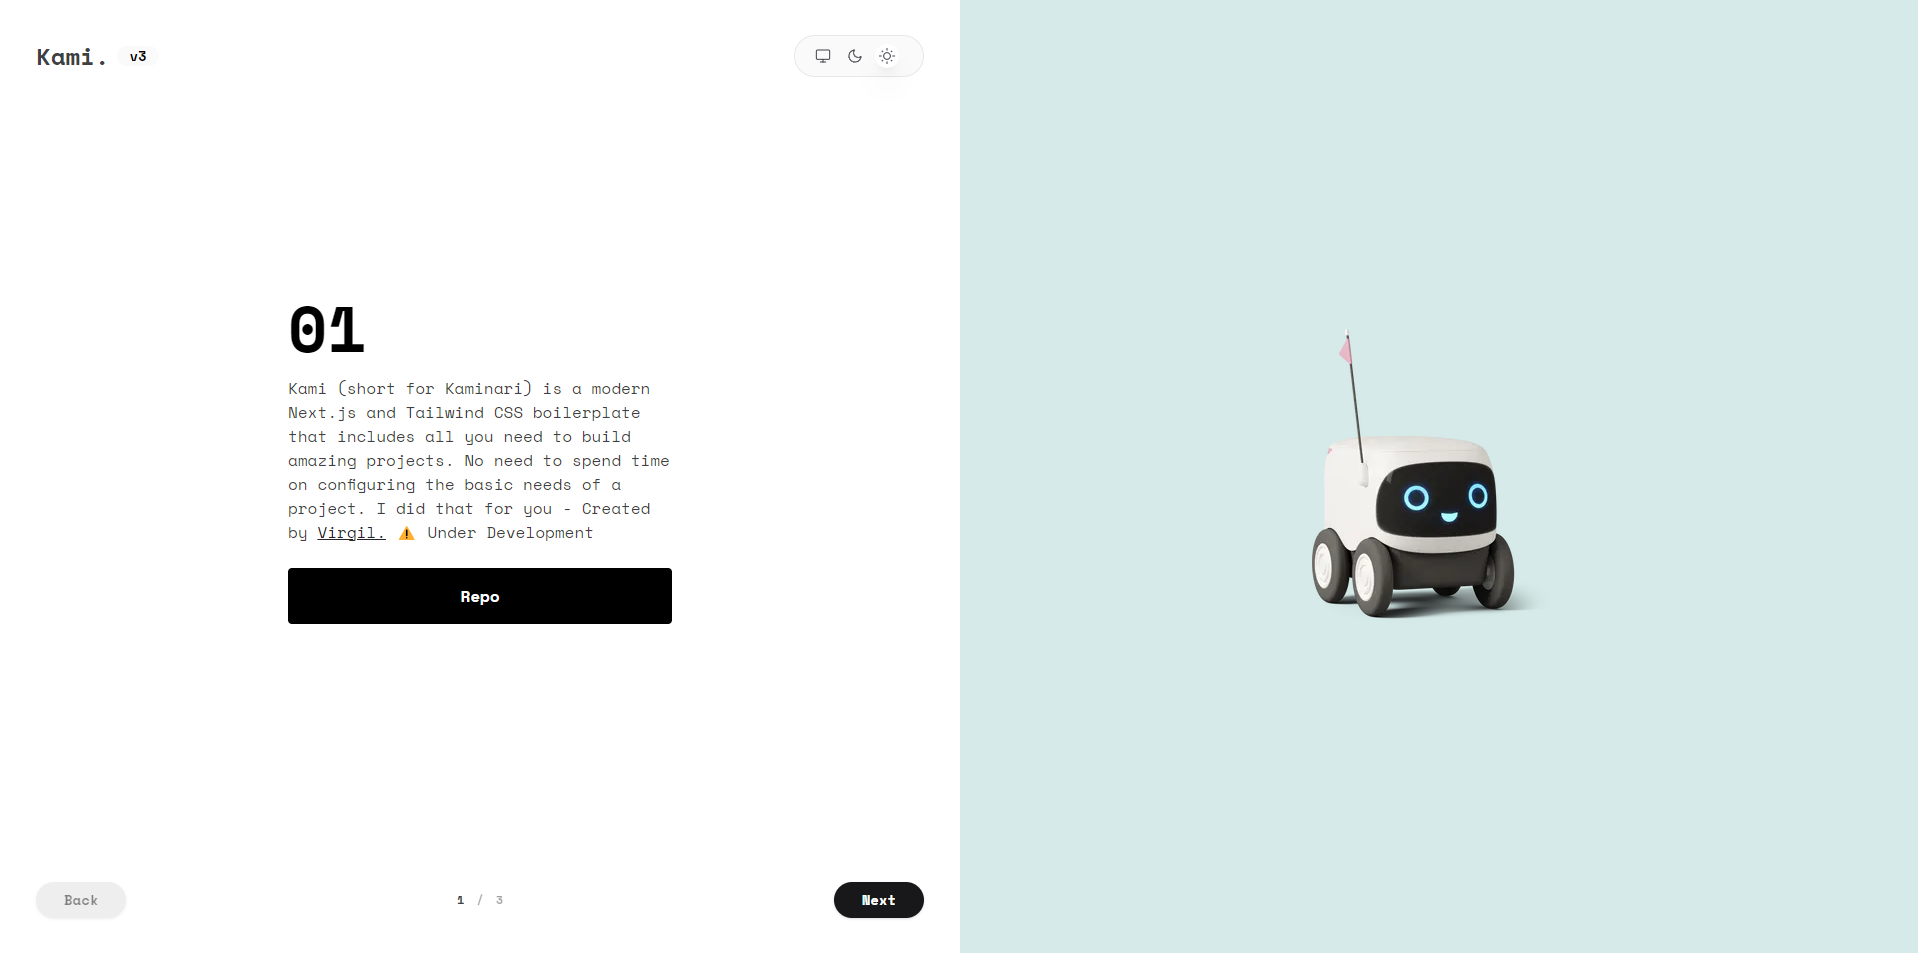 Kami. v3
01
Kami (short for Kaminari) is a modern
Next.js and Tailwind CSS boilerplate
that includes all you need to build
amazing projects. No need to spend time
on configuring the basic needs of a
project. I did that for you - Created
by Virgil. ⚠️ Under Development
Repo
Back
1 / 3
Next